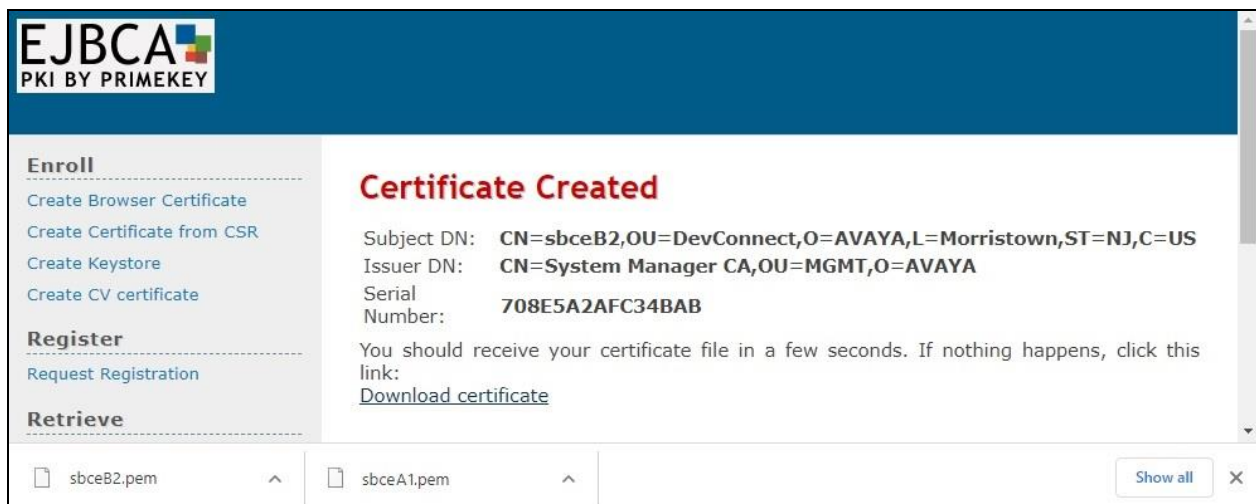 EJBCA
PKI BY PRIMEKEY
Enroll
Create Browser Certificate
Create Certificate from CSR
Create Keystore
Create CV certificate
Register
Request Registration
Retrieve
Certificate Created
Subject DN: CN=sbceB2,OU=DevConnect,O=AVAYA,L=Morristown,ST=NJ,C=US
Issuer DN: CN=System Manager CA,OU=MGMT,O=AVAYA
Serial
Number: 708E5A2AFC34BAB
You should receive your certificate file in a few seconds. If nothing happens, click this
link:
Download certificate
sbceB2.pem
sbceA1.pem
Show all